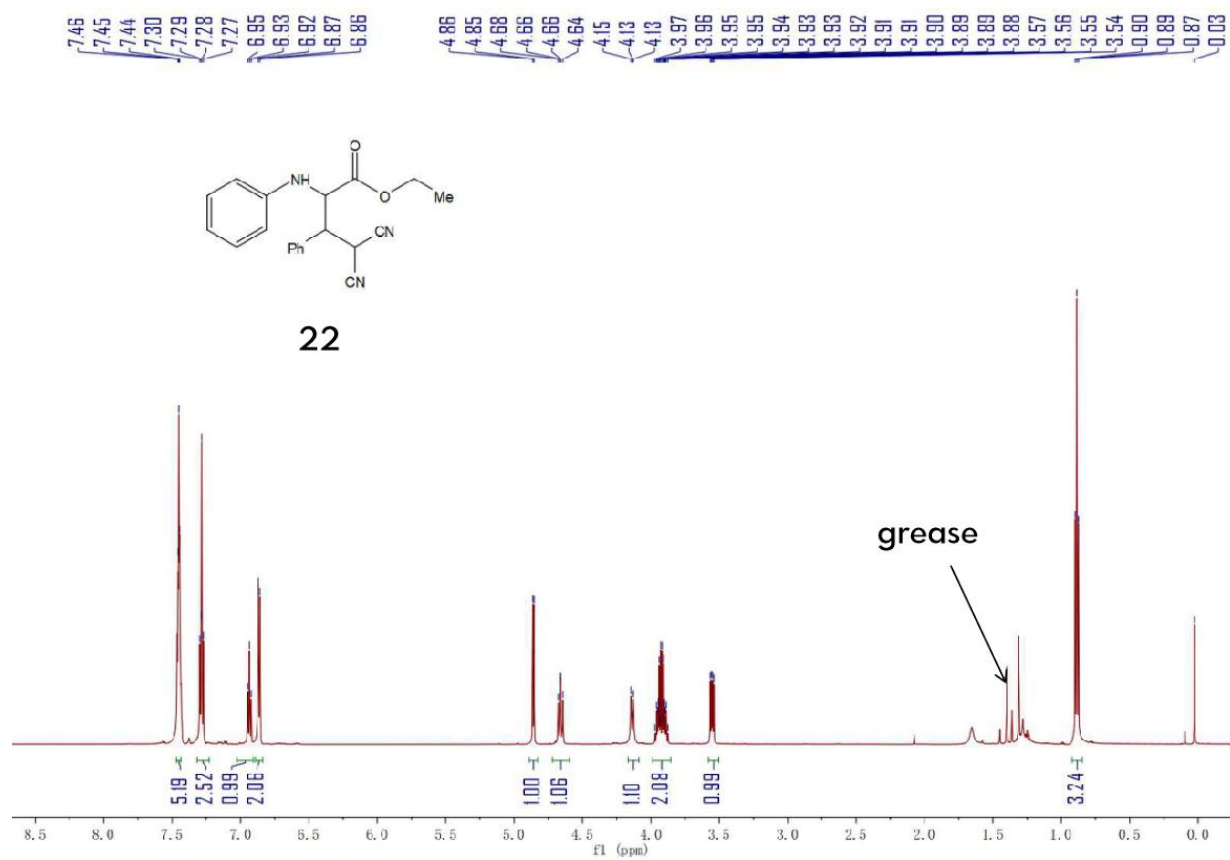 7.46 7.45 7.44 7.30 7.29 7.28 7.27 6.95 6.93 6.92 6.87 6.86 4.86 4.85 4.68 4.66 4.66 4.64 4.15 4.13 4.13 3.97 3.96 3.95 3.95 3.94 3.93 3.93 3.92 3.91 3.91 3.90 3.89 3.89 3.88 3.57 3.56 3.55 3.54 0.90 0.89 0.87 0.03
O
NH
O
Me
Ph
CN
CN
22
grease
5.19 2.52 0.99 2.06 1.00 1.06 1.10 2.08 0.99 3.24
8.5 8.0 7.5 7.0 6.5 6.0 5.5 5.0 4.5 4.0 3.5 3.0 2.5 2.0 1.5 1.0 0.5 0.0
f1 (ppm)